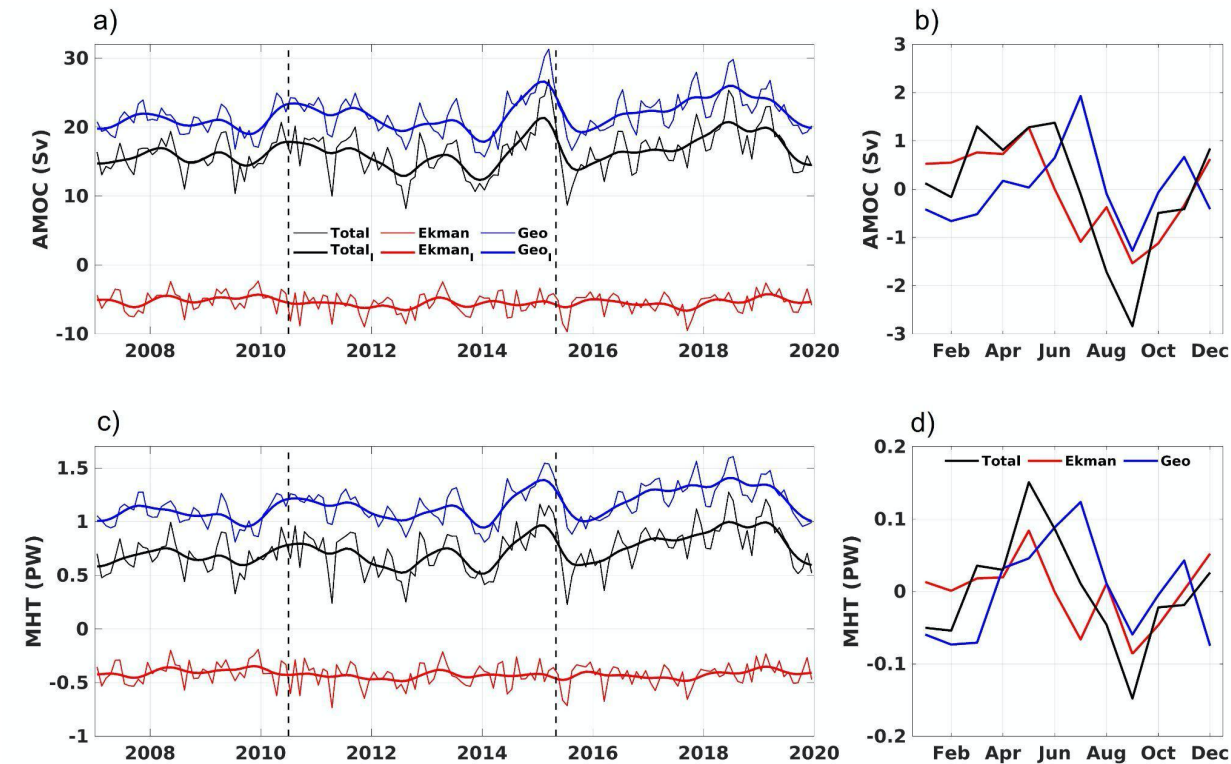 a)
AMOC (Sv)
30
20
10
0
-10
Total Ekman Geo
Total_I Ekman_I Geo_I
2008 2010 2012 2014 2016 2018 2020
b)
AMOC (Sv)
3
2
1
0
-1
-2
-3
Feb Apr Jun Aug Oct Dec
c)
MHT (PW)
1.5
1
0.5
0
-0.5
-1
2008 2010 2012 2014 2016 2018 2020
d)
MHT (PW)
0.2
0.1
0
-0.1
-0.2
Total Ekman Geo
Feb Apr Jun Aug Oct Dec